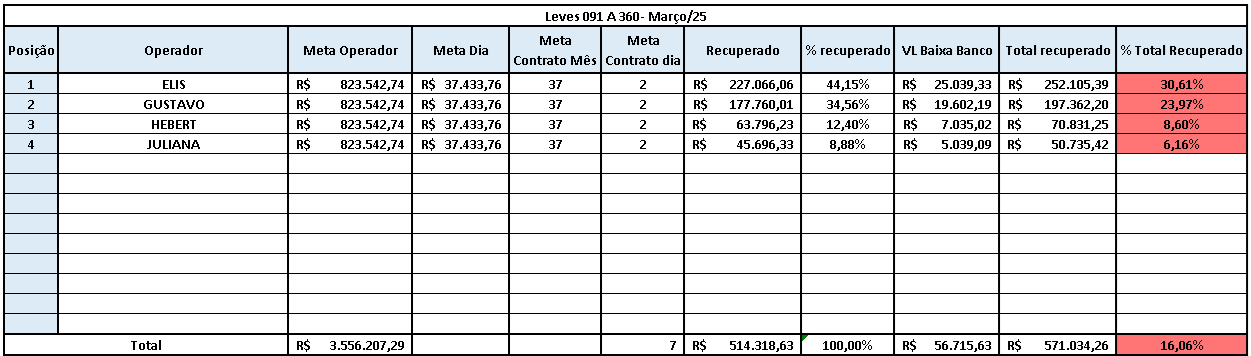 Leves 091 A 360- Março/25
Posição Operador Meta Operador Meta Dia Meta Contrato Mês Meta Contrato dia Recuperado % recuperado VL Baixa Banco Total recuperado % Total Recuperado
1 ELIS R$ 823.542,74 R$ 37.433,76 37 2 R$ 227.066,06 44,15% R$ 25.039,33 R$ 252.105,39 30,61%
2 GUSTAVO R$ 823.542,74 R$ 37.433,76 37 2 R$ 177.760,01 34,56% R$ 19.602,19 R$ 197.362,20 23,97%
3 HEBERT R$ 823.542,74 R$ 37.433,76 37 2 R$ 63.796,23 12,40% R$ 7.035,02 R$ 70.831,25 8,60%
4 JULIANA R$ 823.542,74 R$ 37.433,76 37 2 R$ 45.696,33 8,88% R$ 5.039,09 R$ 50.735,42 6,16%
Total R$ 3.556.207,29 7 R$ 514.318,63 100,00% R$ 56.715,63 R$ 571.034,26 16,06%